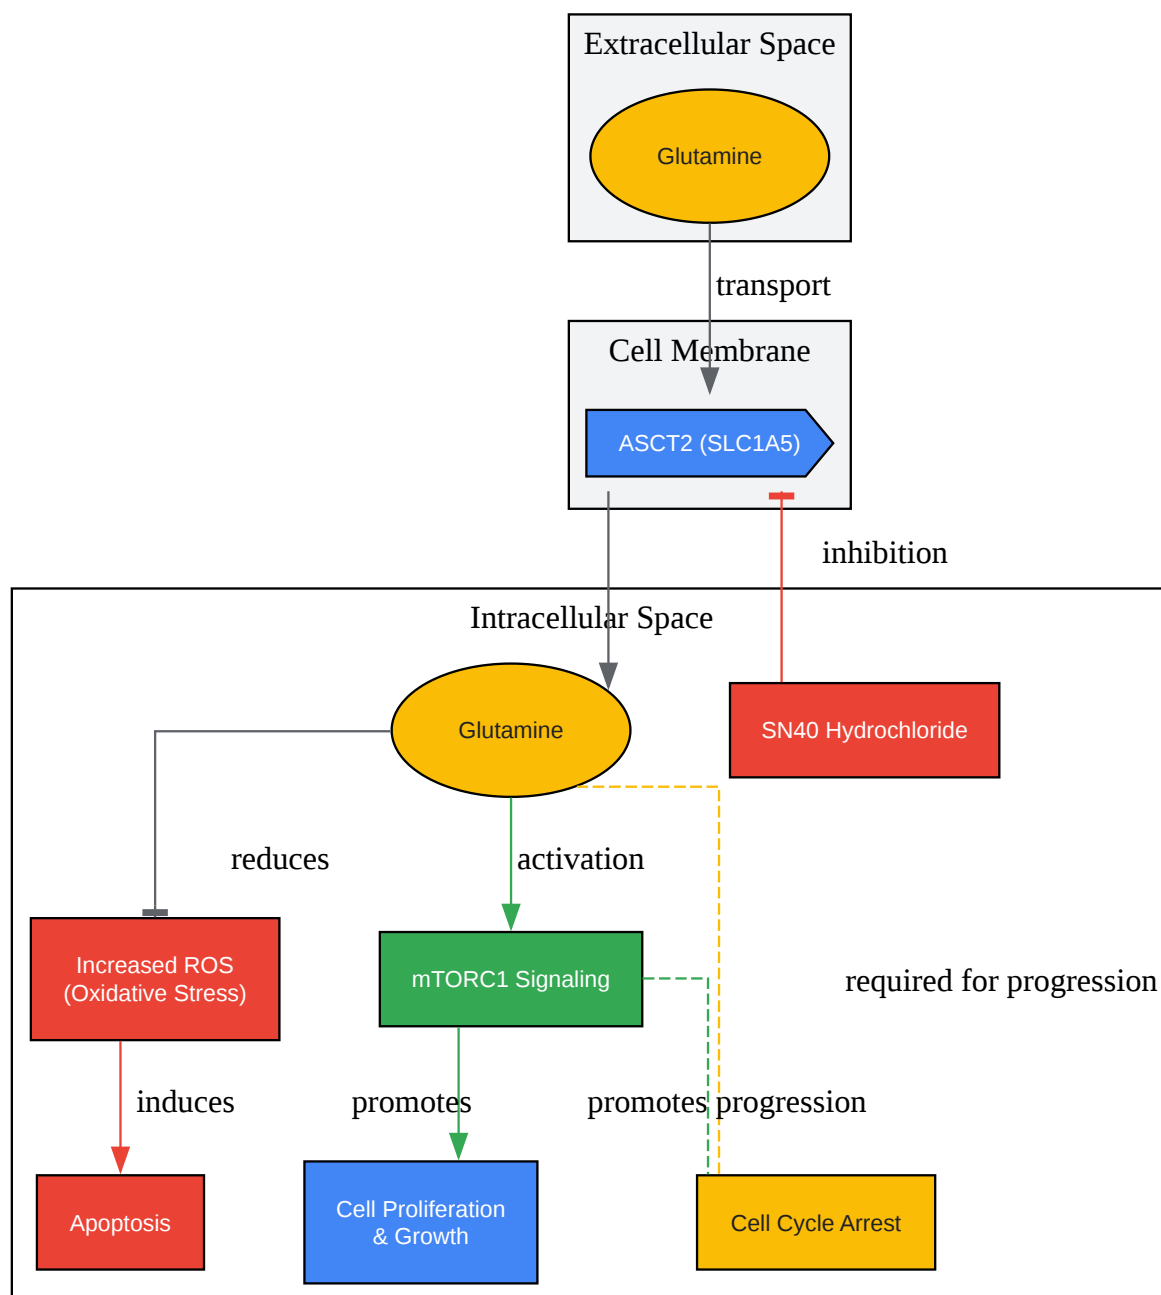 Extracellular Space
Glutamine
transport
Cell Membrane
ASCT2 (SLC1A5)
inhibition
Intracellular Space
Glutamine
SN40 Hydrochloride
reduces
activation
Increased ROS
(Oxidative Stress)
mTORC1 Signaling
required for progression
induces
promotes
promotes progression
Apoptosis
Cell Proliferation
& Growth
Cell Cycle Arrest